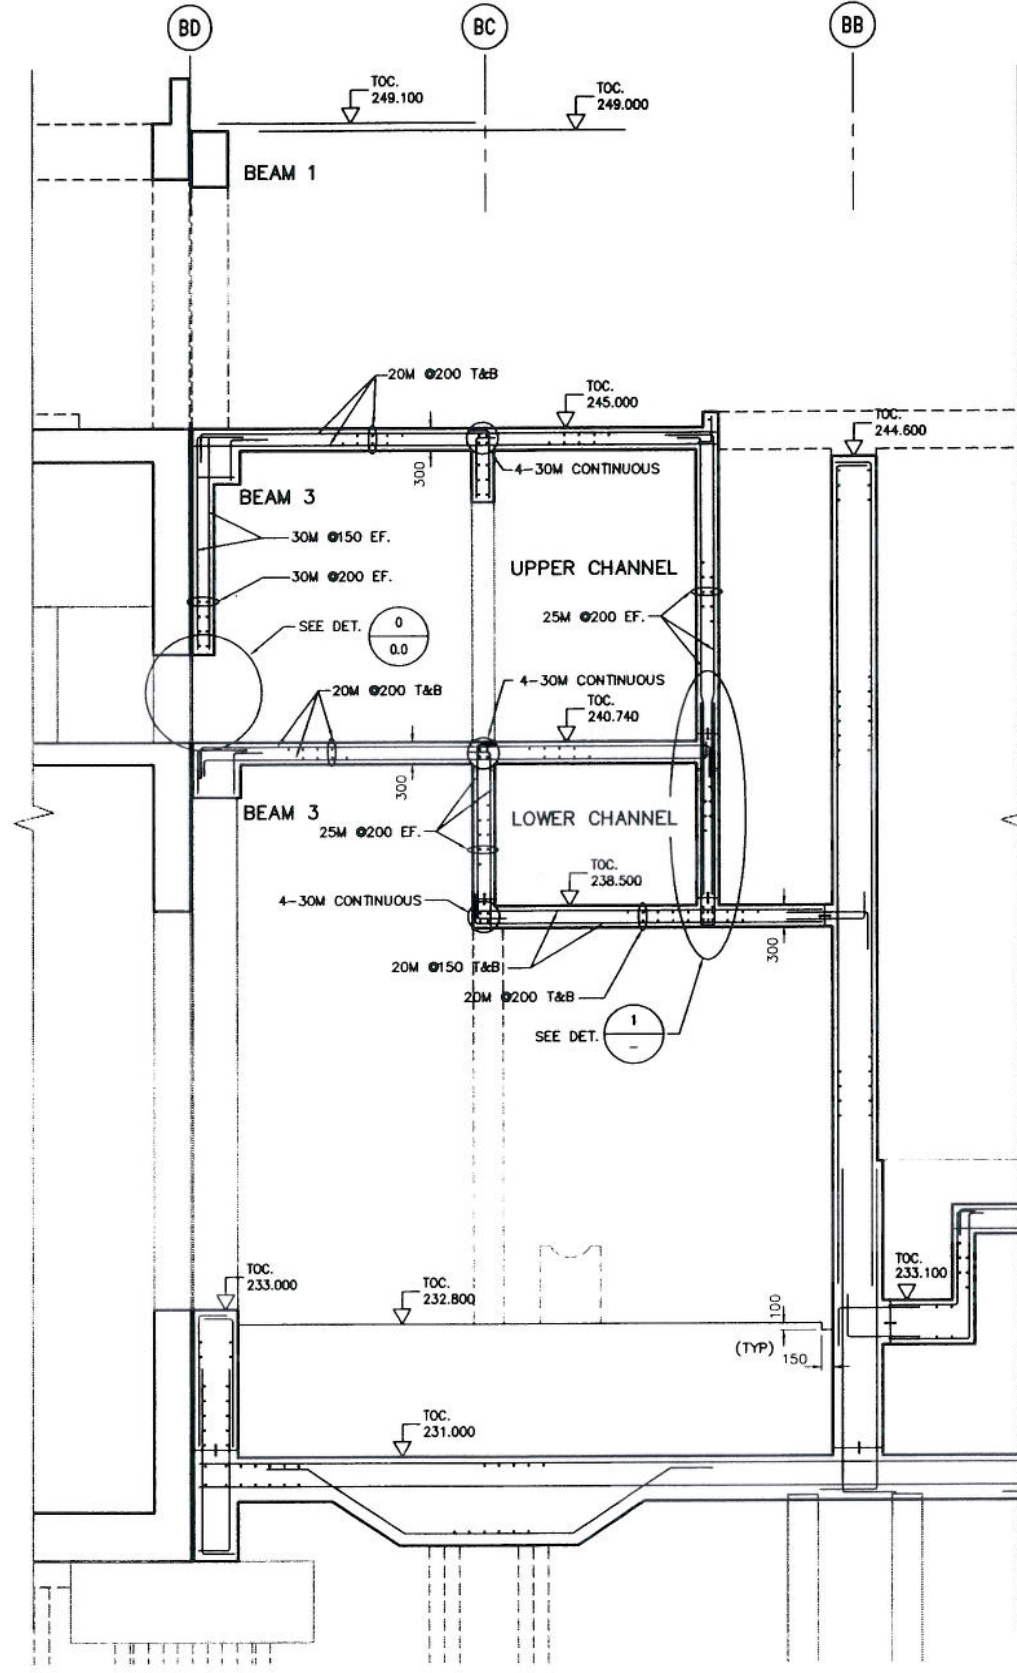 BD
BC
BB
TOC.
249.100
TOC.
249.000
BEAM 1
20M @200 T&B
TOC.
245.000
TOC.
244.600
300
4-30M CONTINUOUS
BEAM 3
30M @150 EF.
UPPER CHANNEL
30M @200 EF.
25M @200 EF.
SEE DET.
0
0.0
4-30M CONTINUOUS
20M @200 T&B
TOC.
240.740
300
BEAM 3
LOWER CHANNEL
25M @200 EF.
TOC.
238.500
4-30M CONTINUOUS
300
20M @150 T&B
20M @200 T&B
SEE DET.
1
–
TOC.
233.000
TOC.
232.800
TOC.
233.100
100
(TYP)
150
TOC.
231.000